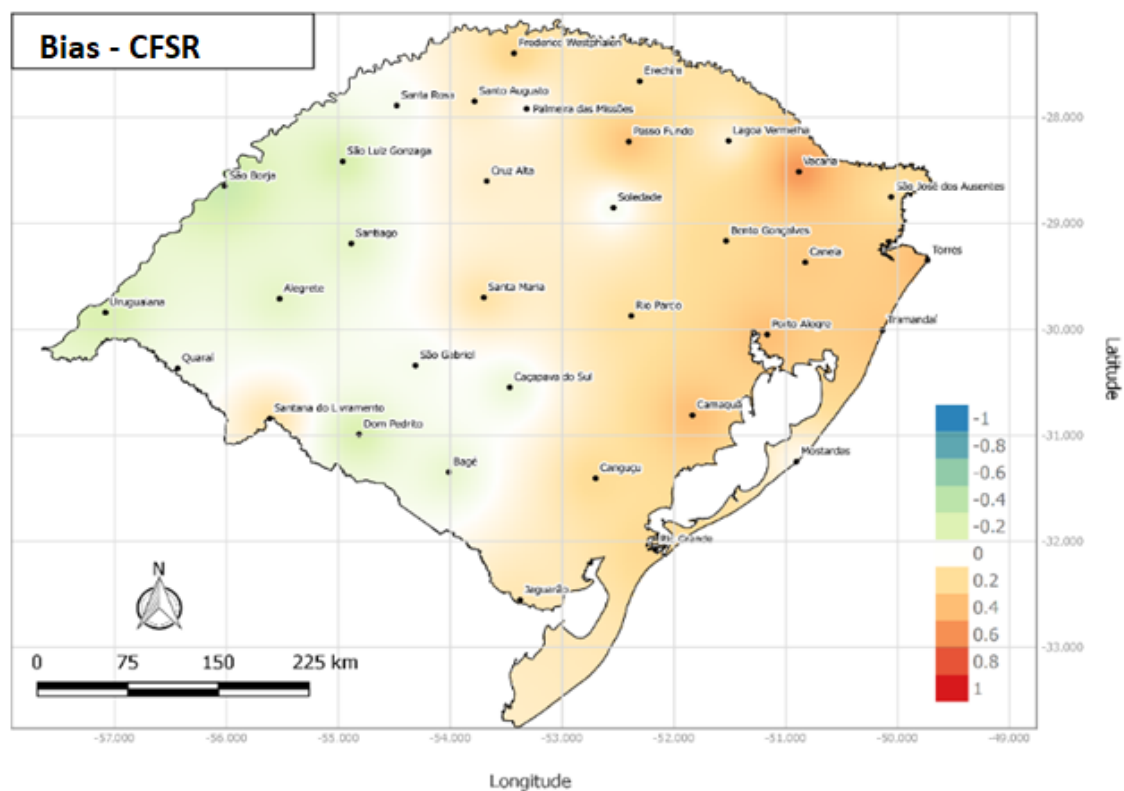 Bias - CFSR
Frederico Westphalen
Erechim
Santa Rosa
Santo Augusto
Palmeira das Missões
-28.000
Passo Fundo
Lagoa Vermelha
São Luiz Gonzaga
Vacaria
São Borja
Cruz Alta
São José dos Ausentes
Soledade
-29.000
Santiago
Bento Gonçalves
Canela
Torres
Alegrete
Santa Maria
Uruguaiana
Rio Pardo
Tramandaí
Porto Alegre
-30.000
Quaraí
São Gabriel
Caçapava do Sul
Latitude
Santana do Livramento
Camaquã
Dom Pedrito
-31.000
Bagé
Mostardas
Canguçu
-1
-0.8
-0.6
-0.4
-0.2
0
0.2
0.4
0.6
0.8
1
Rio Grande
-32.000
N
Jaguarão
-33.000
0 75 150 225 km
-57.000 -56.000 -55.000 -54.000 -53.000 -52.000 -51.000 -50.000 -49.000
Longitude